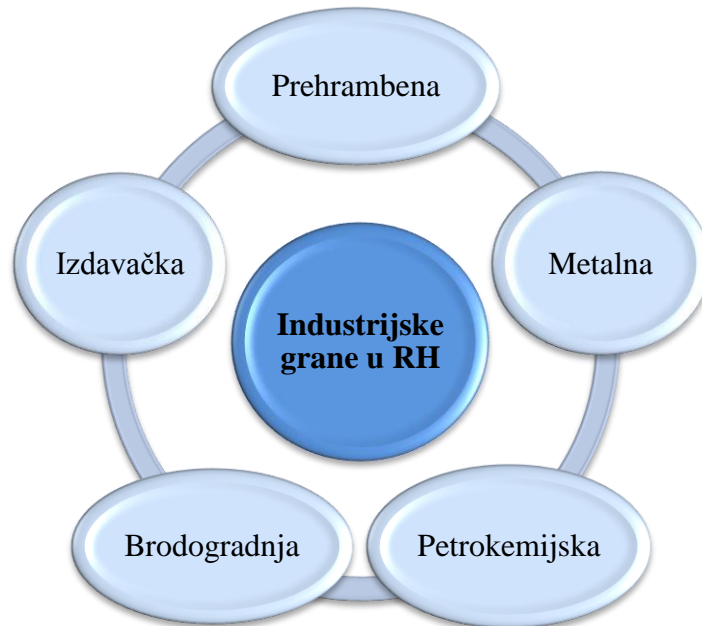 Prehrambena
Izdavačka
Metalna
Industrijske
grane u RH
Brodogradnja
Petrokemijska